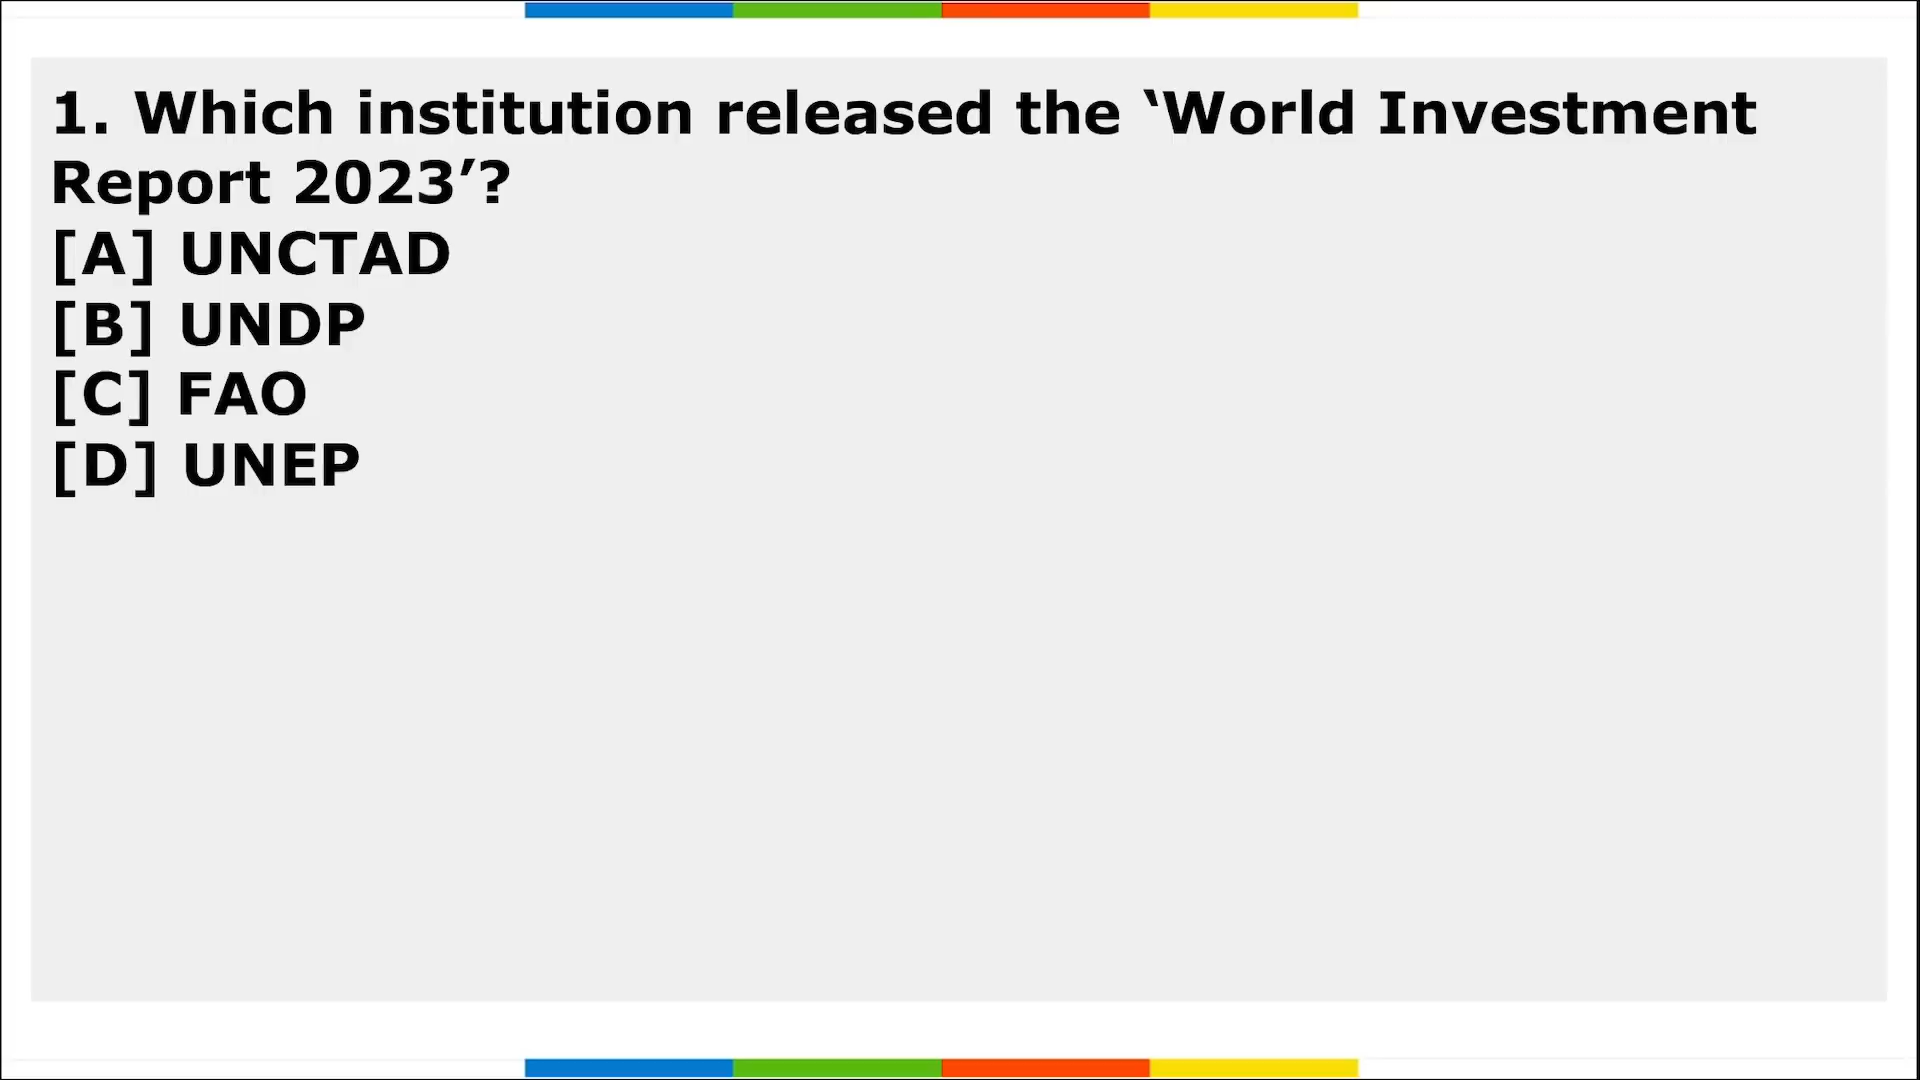 1. Which institution released the ‘World Investment
Report 2023’?
[A] UNCTAD
[B] UNDP
[C] FAO
[D] UNEP